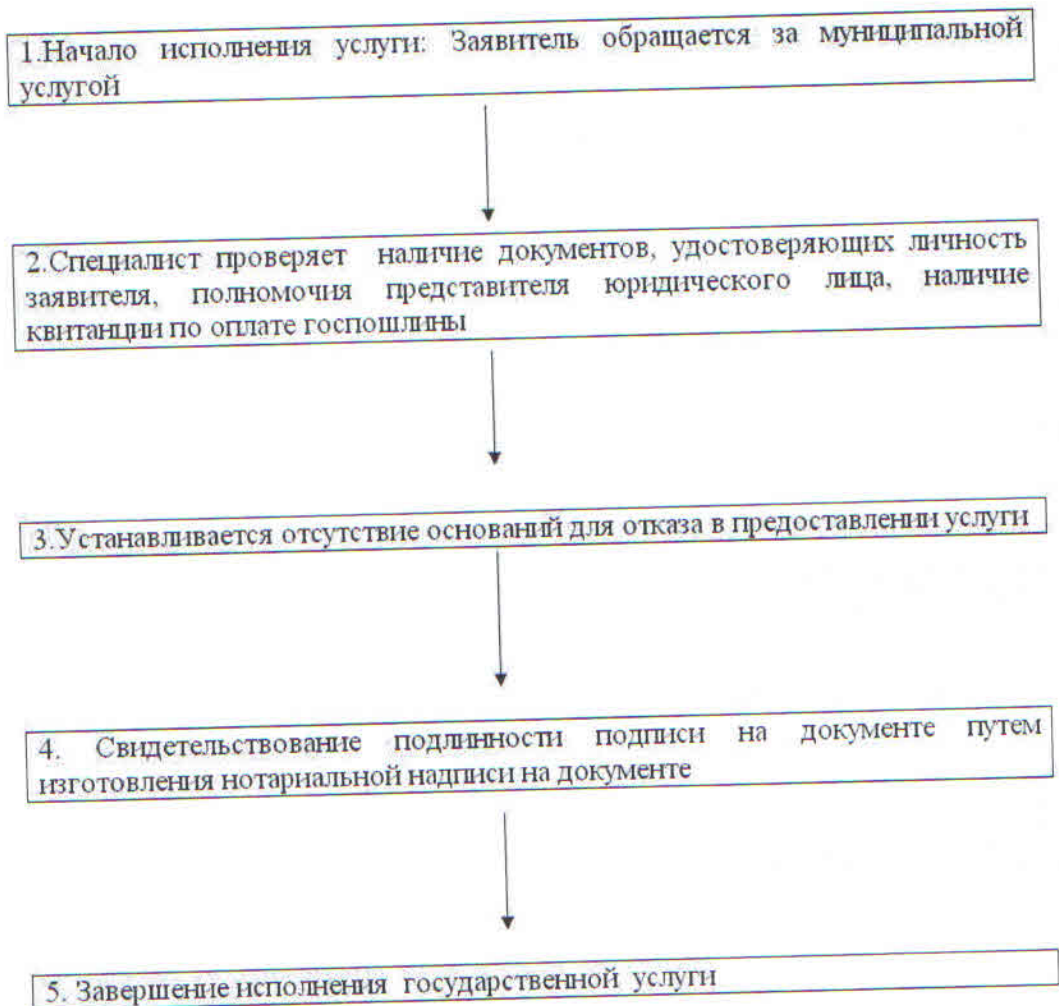 1.Начало исполнения услуги: Заявитель обращается за муниципальной
услугой
2.Специалист проверяет наличие документов, удостоверяющих личность
заявителя, полномочия представителя юридического лица, наличие
квитанции по оплате госпошлины
3.Устанавливается отсутствие оснований для отказа в предоставлении услуги
4. Свидетельствование подлинности подписи на документе путем
изготовления нотариальной надписи на документе
5. Завершение исполнения государственной услуги